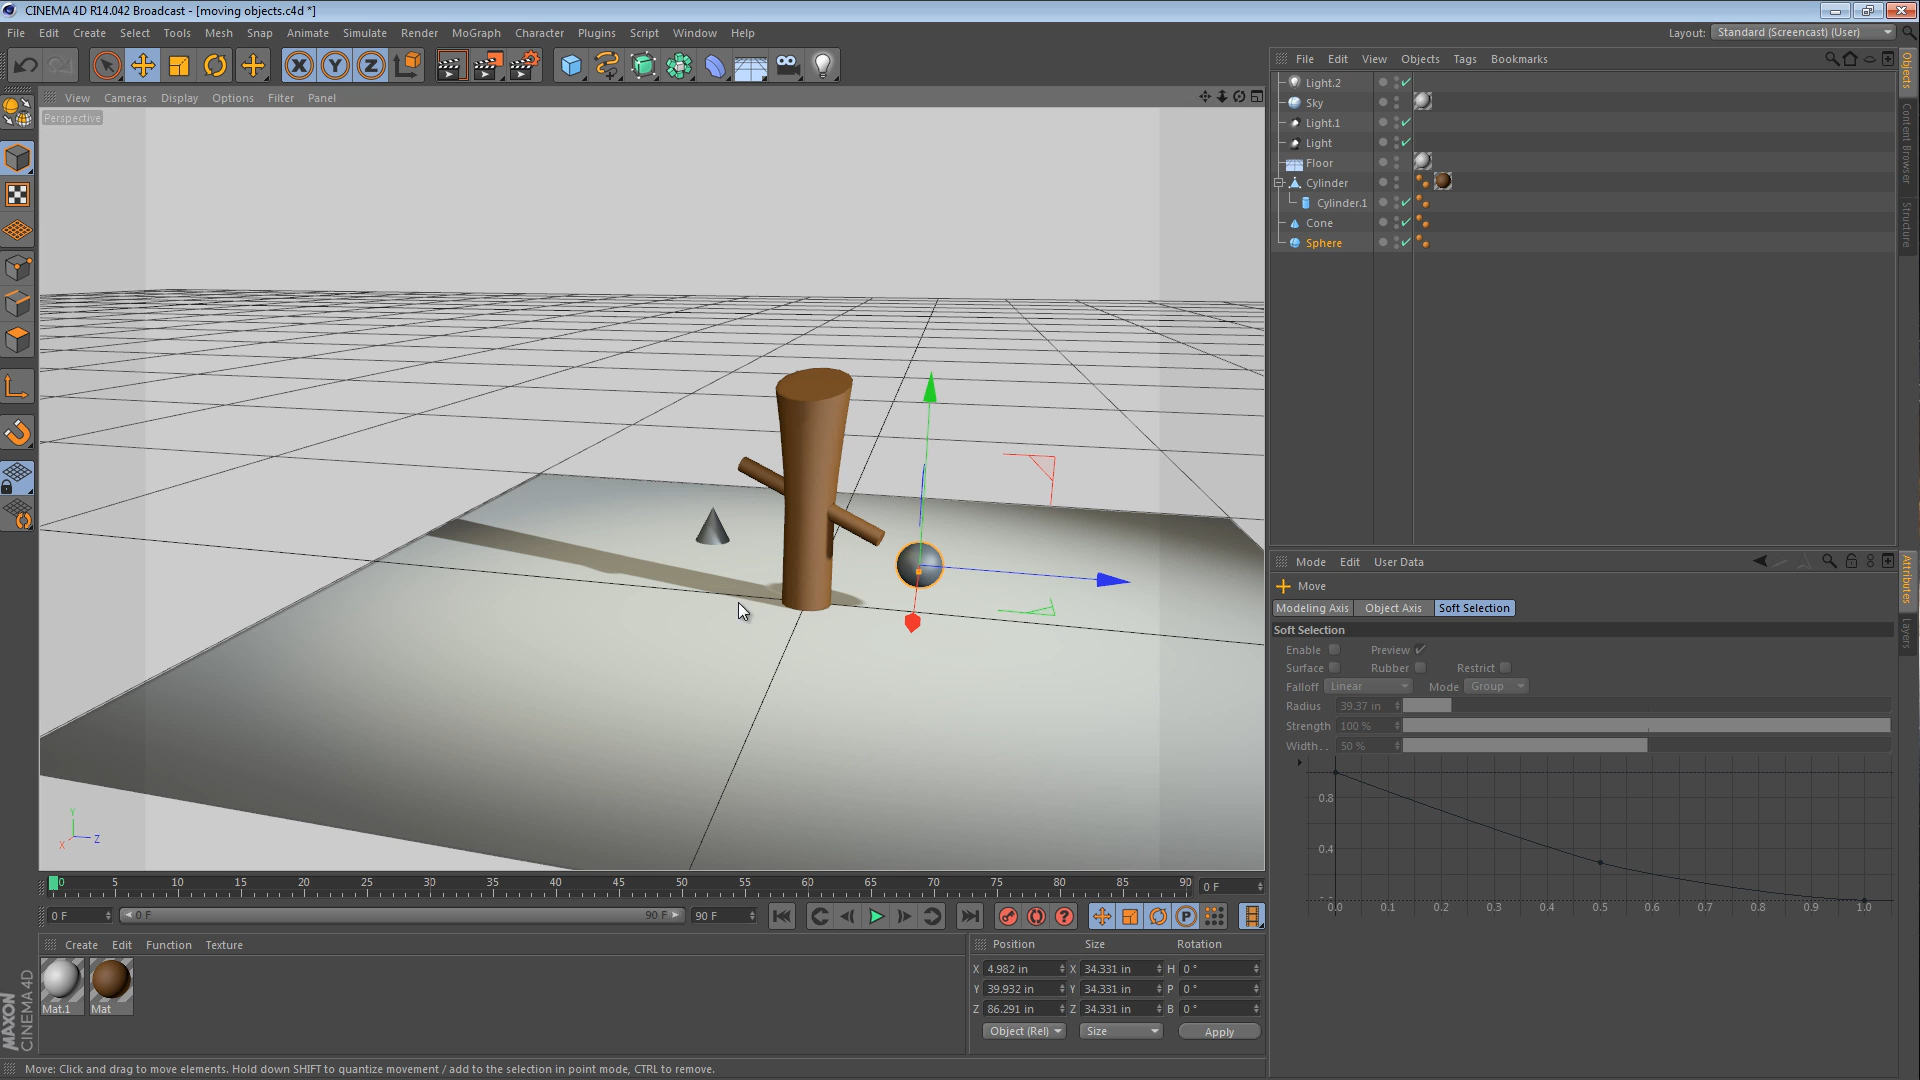 CINEMA 4D R14.042 Broadcast - [moving objects.c4d *]
File Edit Create Select Tools Mesh Snap Animate Simulate Render MoGraph Character Plugins Script Window Help
Layout: Standard (Screencast) (User)
File Edit View Objects Tags Bookmarks
View Cameras Display Options Filter Panel
Perspective
Light.2
Sky
Light.1
Light
Floor
Cylinder
Cylinder.1
Cone
Sphere
Objects
Content Browser
Structure
Mode Edit User Data
Move
Modeling Axis Object Axis Soft Selection
Soft Selection
Enable Preview
Surface Rubber Restrict
Falloff Linear Mode Group
Radius 39.37 in
Strength 100 %
Width.. 50 %
0.8
0.4
0.0 0.1 0.2 0.3 0.4 0.5 0.6 0.7 0.8 0.9 1.0
Attributes
Layers
Y
Z
X
0 5 10 15 20 25 30 35 40 45 50 55 60 65 70 75 80 85 90 0 F
0 F 0 F 90 F 90 F
P
Create Edit Function Texture
Mat.1 Mat
Position Size Rotation
X 4.982 in X 34.331 in H 0 °
Y 39.932 in Y 34.331 in P 0 °
Z 86.291 in Z 34.331 in B 0 °
Object (Rel) Size Apply
MAXON
CINEMA 4D
Move: Click and drag to move elements. Hold down SHIFT to quantize movement / add to the selection in point mode, CTRL to remove.